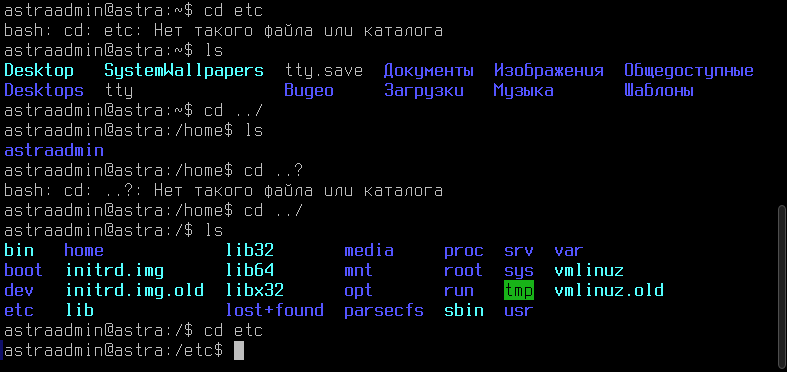 astraadmin@astra:~$ cd etc
bash: cd: etc: Нет такого файла или каталога
astraadmin@astra:~$ ls
Desktop SystemWallpapers tty.save Документы Изображения Общедоступные
Desktops tty Видео Загрузки Музыка Шаблоны
astraadmin@astra:~$ cd ../
astraadmin@astra:/home$ ls
astraadmin
astraadmin@astra:/home$ cd ..?
bash: cd: ..?: Нет такого файла или каталога
astraadmin@astra:/home$ cd ../
astraadmin@astra:/$ ls
bin home lib32 media proc srv var
boot initrd.img lib64 mnt root sys vmlinuz
dev initrd.img.old libx32 opt run tmp vmlinuz.old
etc lib lost+found parsecfs sbin usr
astraadmin@astra:/$ cd etc
astraadmin@astra:/etc$